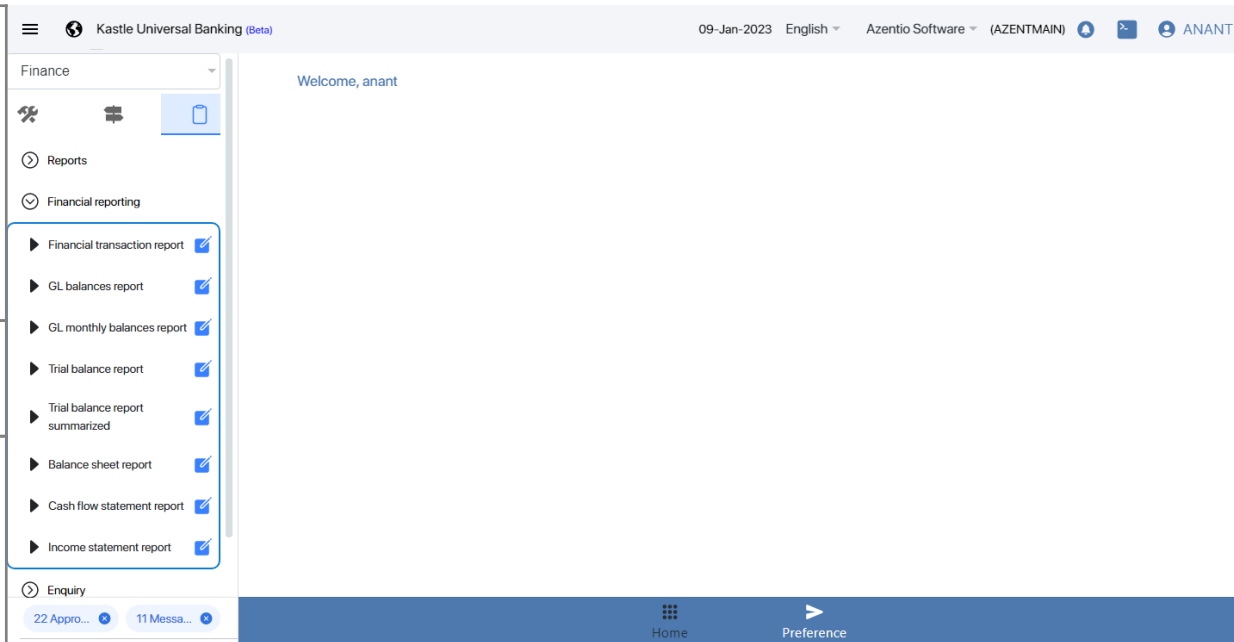 Kastle Universal Banking (Beta)
09-Jan-2023 English Azentio Software (AZENTMAIN) ANANT
Finance
Welcome, anant
Reports
Financial reporting
Financial transaction report
GL balances report
GL monthly balances report
Trial balance report
Trial balance report
summarized
Balance sheet report
Cash flow statement report
Income statement report
Enquiry
22 Appro... 11 Messa...
Home Preference